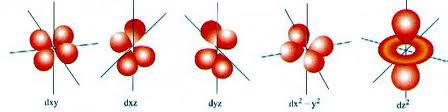 dxy dxz dyz dx² - y² dz²